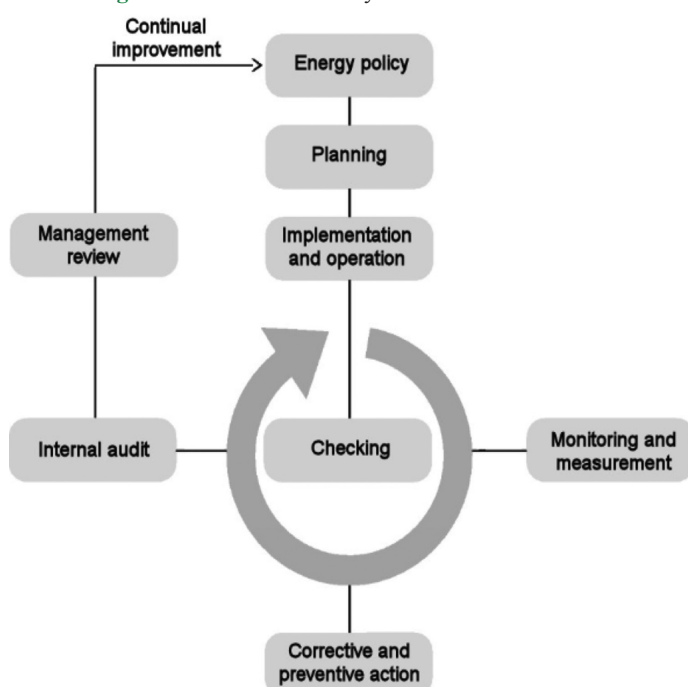 Continual
improvement
Energy policy
Planning
Management
review
Implementation
and operation
Internal audit
Checking
Monitoring and
measurement
Corrective and
preventive action